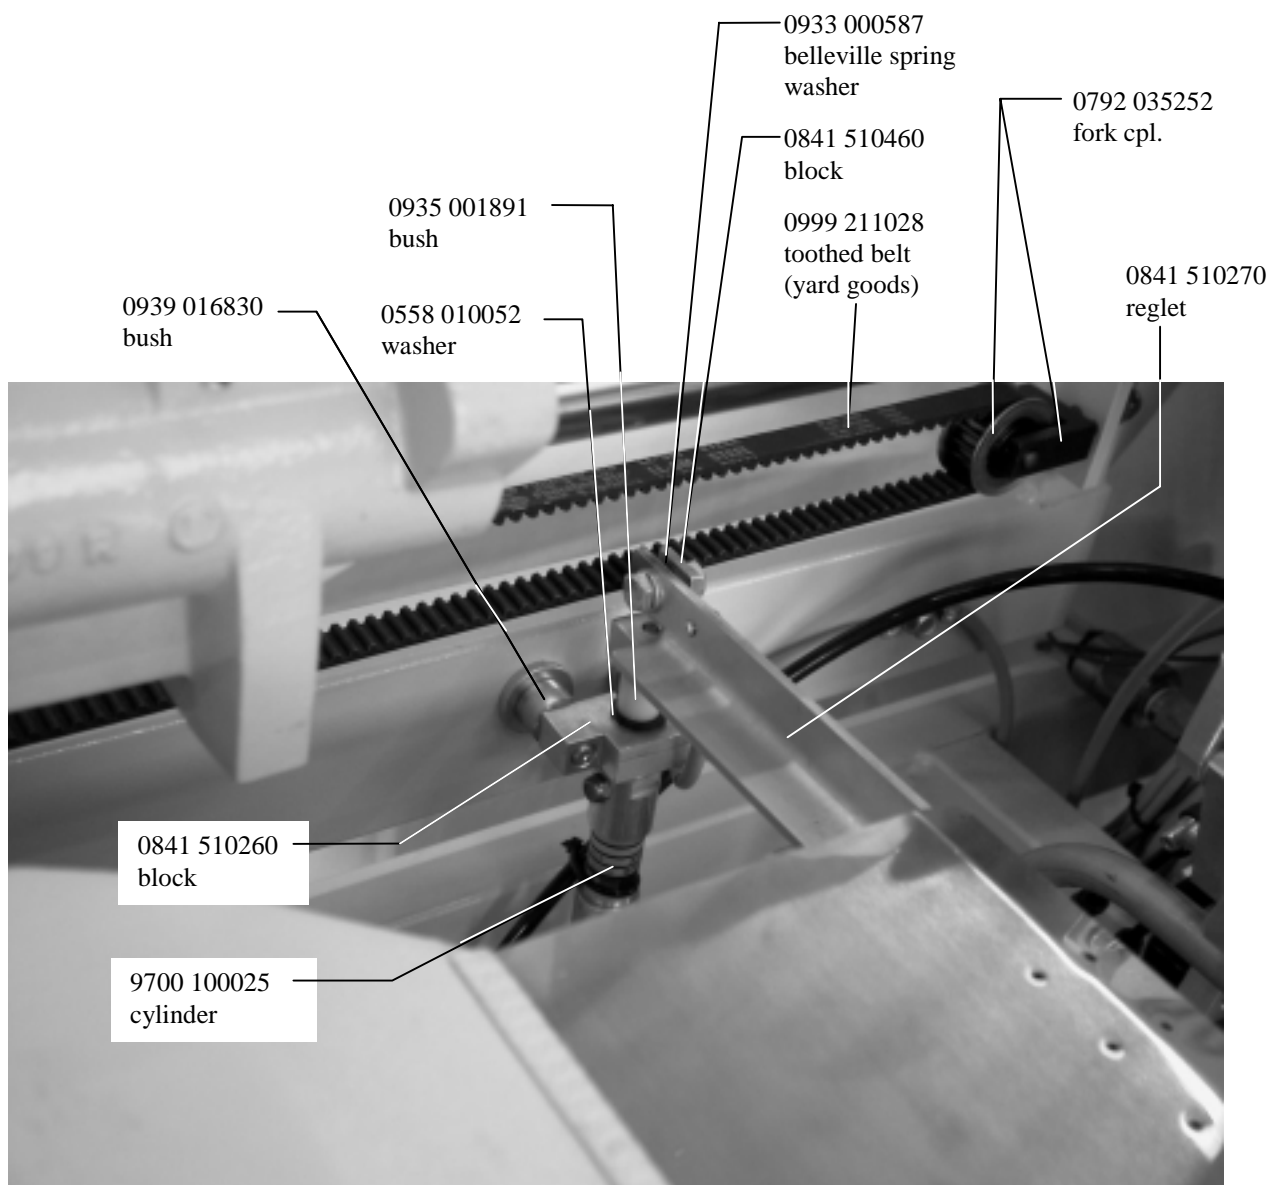 0933 000587
belleville spring
washer
0792 035252
fork cpl.
0841 510460
block
0935 001891
bush
0999 211028
toothed belt
(yard goods)
0841 510270
reglet
0939 016830
bush
0558 010052
washer
0841 510260
block
9700 100025
cylinder